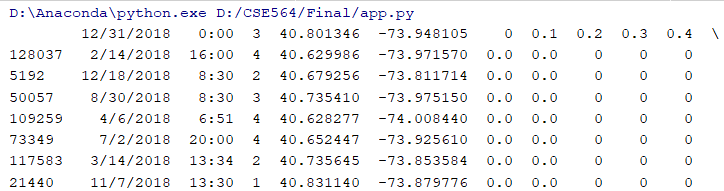 D:\Anaconda\python.exe D:/CSE564/Final/app.py
12/31/2018 0:00 3 40.801346 -73.948105 0 0.1 0.2 0.3 0.4 \
128037 2/14/2018 16:00 4 40.629986 -73.971570 0.0 0.0 0 0 0
5192 12/18/2018 8:30 2 40.679256 -73.811714 0.0 0.0 0 0 0
50057 8/30/2018 8:30 3 40.735410 -73.975150 0.0 0.0 0 0 0
109259 4/6/2018 6:51 4 40.628277 -74.008440 0.0 0.0 0 0 0
73349 7/2/2018 20:00 4 40.652447 -73.925610 0.0 0.0 0 0 0
117583 3/14/2018 13:34 2 40.735645 -73.853584 0.0 0.0 0 0 0
21440 11/7/2018 13:30 1 40.831140 -73.879776 0.0 0.0 0 0 0